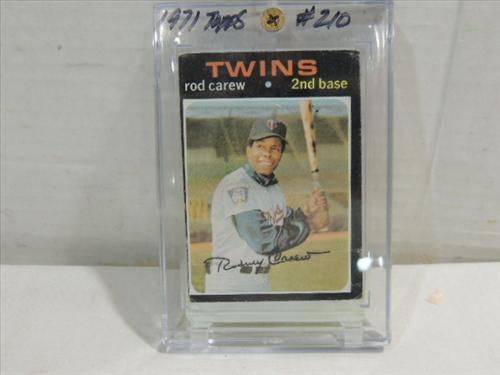 1971 Topps #210
TWINS
rod carew 2nd base
Rodney Carew